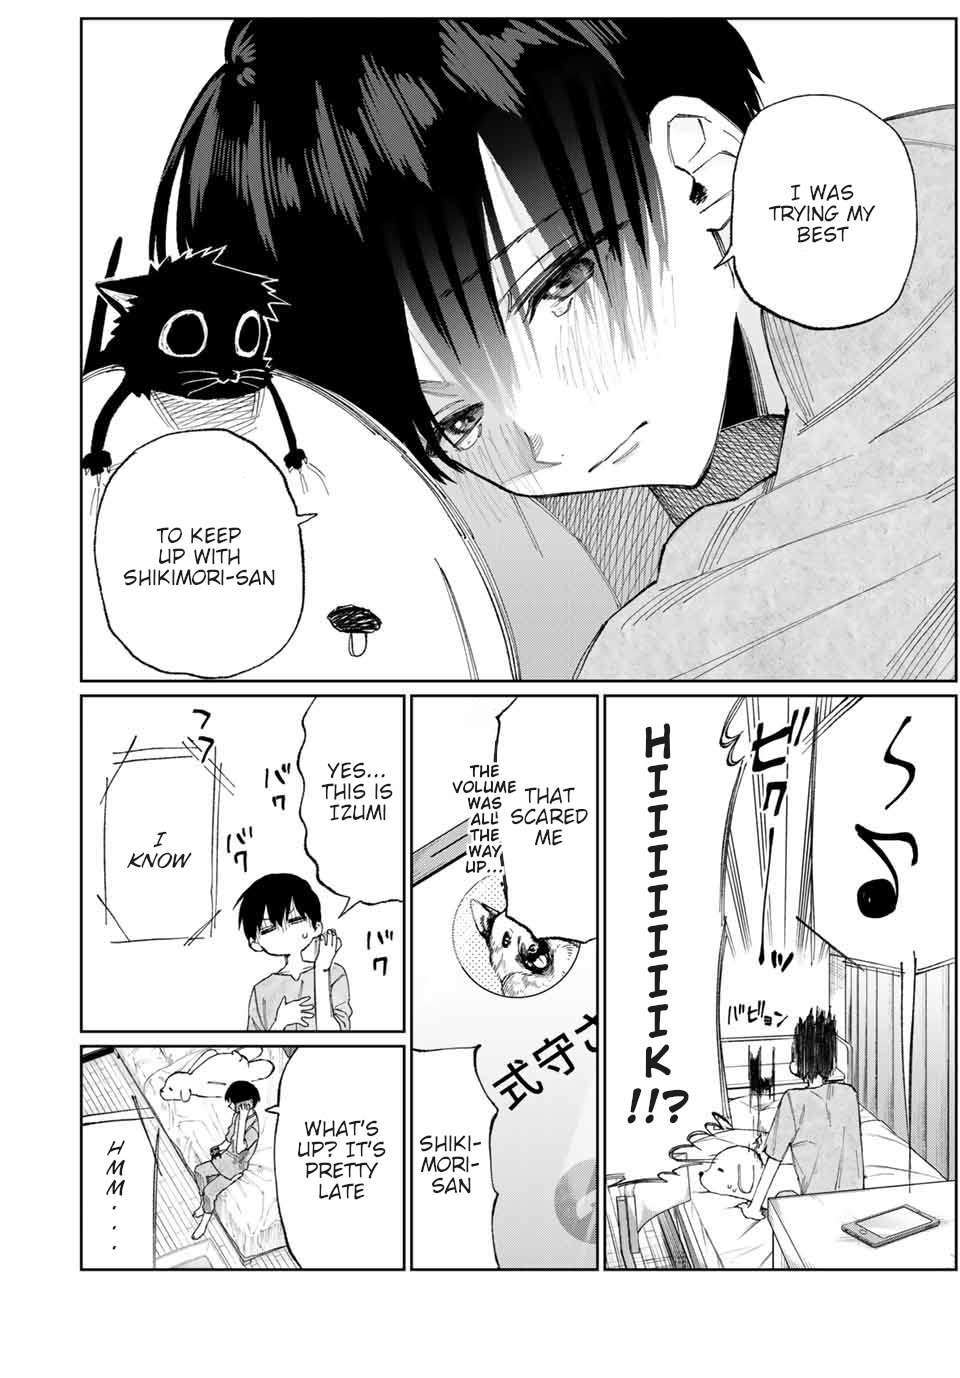 I WAS
TRYING MY
BEST
TO KEEP
UP WITH
SHIKIMORI-SAN
ビクーッ
HIIIIIIIIK!!?
バビョン
THAT
SCARED
ME
THE
VOLUME
WAS
ALL
THE
WAY
UP...
式守さ
SHIKI-
MORI-
SAN
YES...
THIS IS
IZUMI
バク
バク
バク
フフ
I
KNOW
WHAT'S
UP? IT'S
PRETTY
LATE
HMM...